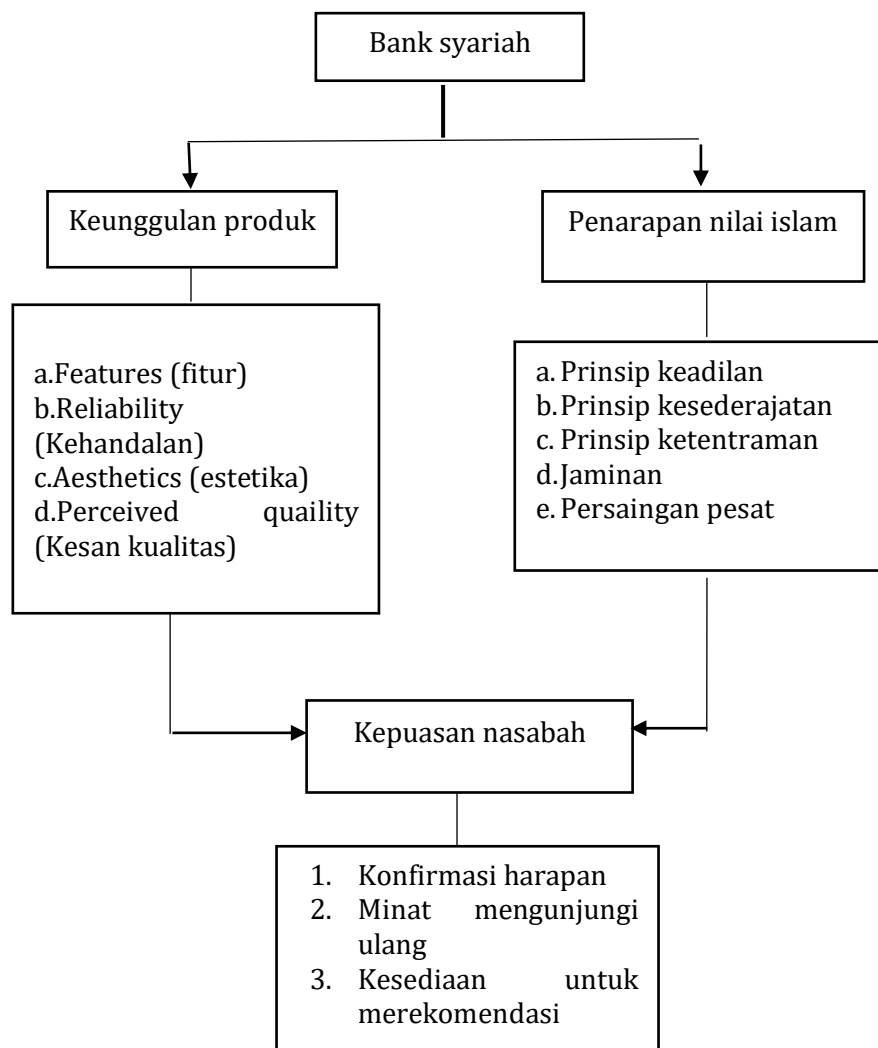 Bank syariah
Keunggulan produk
Penarapan nilai islam
a.Features (fitur)
b.Reliability
(Kehandalan)
c.Aesthetics (estetika)
d.Perceived quaility
(Kesan kualitas)
a. Prinsip keadilan
b. Prinsip kesederajatan
c. Prinsip ketentraman
d. Jaminan
e. Persaingan pesat
Kepuasan nasabah
1. Konfirmasi harapan
2. Minat mengunjungi
ulang
3. Kesediaan untuk
merekomendasi